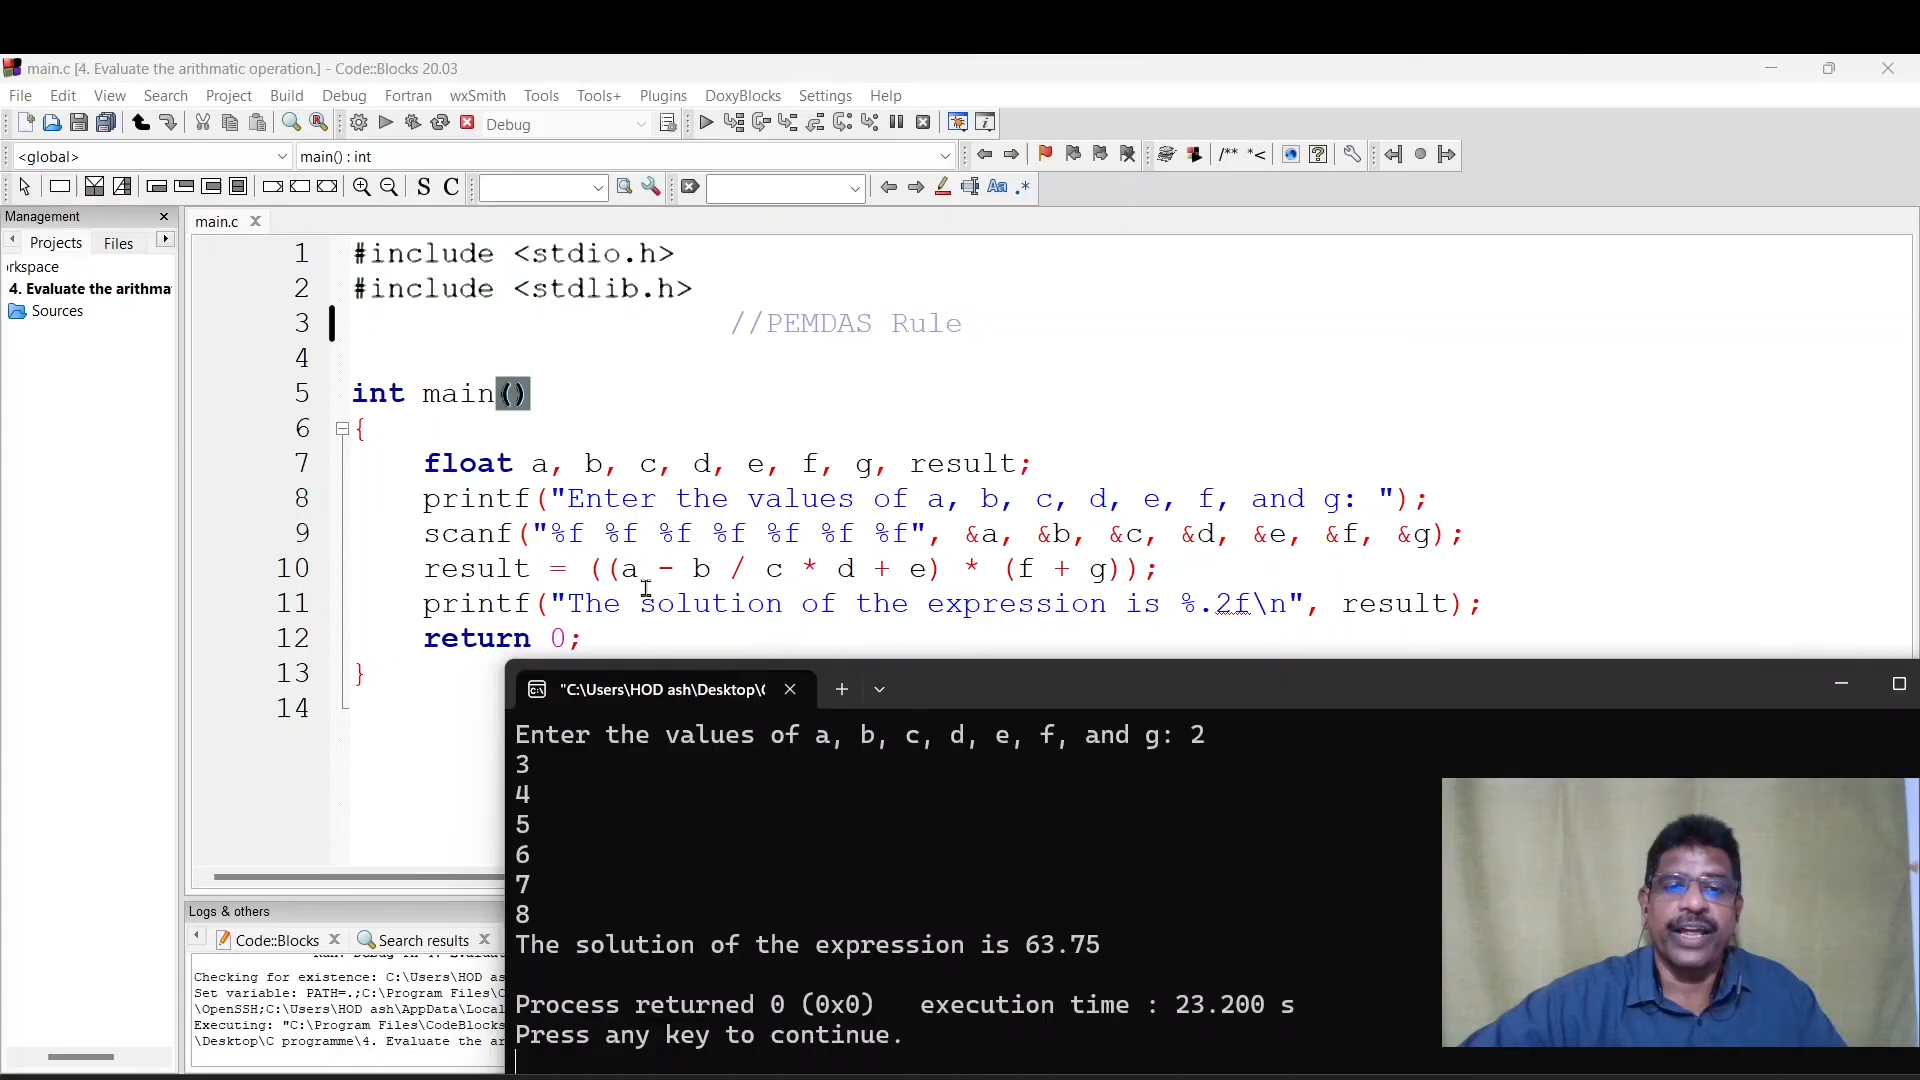 main.c [4. Evaluate the arithmatic operation.] - Code::Blocks 20.03
File Edit View Search Project Build Debug Fortran wxSmith Tools Tools+ Plugins DoxyBlocks Settings Help
Debug
<global> main() : int
/** *<
S C Aa .*
Management
main.c
Projects Files
rkspace
4. Evaluate the arithma
Sources
1 #include <stdio.h>
2 #include <stdlib.h>
3 //PEMDAS Rule
4
5 int main()
6 {
7 float a, b, c, d, e, f, g, result;
8 printf("Enter the values of a, b, c, d, e, f, and g: ");
9 scanf("%f %f %f %f %f %f %f", &a, &b, &c, &d, &e, &f, &g);
10 result = ((a - b / c * d + e) * (f + g));
11 printf("The solution of the expression is %.2f\n", result);
12 return 0;
13 }
14
"C:\Users\HOD ash\Desktop\C
Enter the values of a, b, c, d, e, f, and g: 2
3
4
5
6
7
8
The solution of the expression is 63.75
Process returned 0 (0x0) execution time : 23.200 s
Press any key to continue.
Logs & others
Code::Blocks Search results
Checking for existence: C:\Users\HOD as
Set variable: PATH=.;C:\Program Files\C
\OpenSSH;C:\Users\HOD ash\AppData\Local
Executing: "C:\Program Files\CodeBlocks
\Desktop\C programme\4. Evaluate the ar